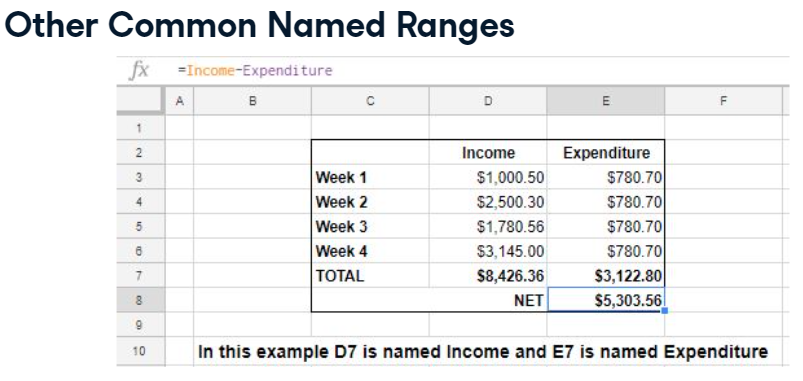 Other Common Named Ranges
fx =Income-Expenditure
A B C D E F
1
2 Income Expenditure
3 Week 1 $1,000.50 $780.70
4 Week 2 $2,500.30 $780.70
5 Week 3 $1,780.56 $780.70
6 Week 4 $3,145.00 $780.70
7 TOTAL $8,426.36 $3,122.80
8 NET $5,303.56
9
10 In this example D7 is named Income and E7 is named Expenditure